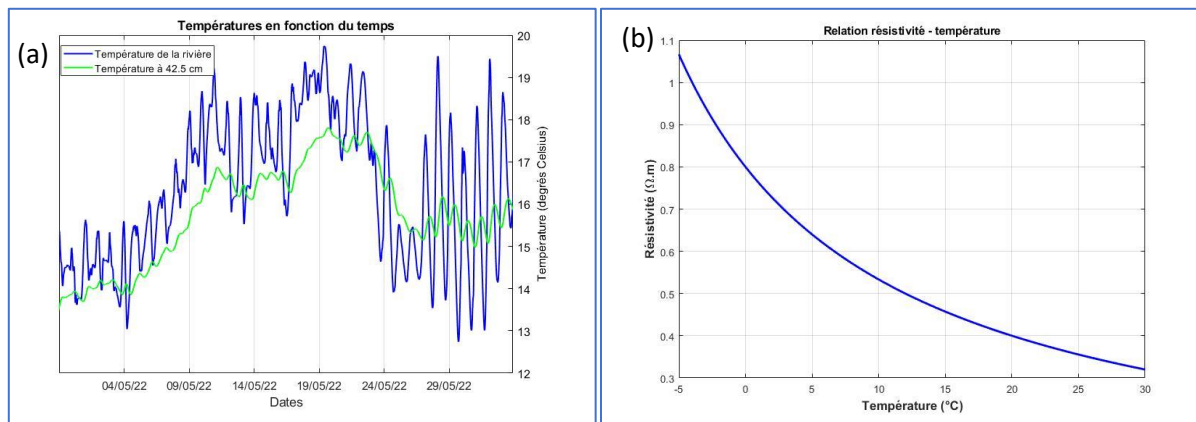 (a)
Températures en fonction du temps
Température de la rivière
Température à 42.5 cm
20
19
18
17
16
15
14
13
12
Température (degrés Celsius)
04/05/22 09/05/22 14/05/22 19/05/22 24/05/22 29/05/22
Dates
(b)
Relation résistivité - température
1.1
1
0.9
0.8
0.7
0.6
0.5
0.4
0.3
Résistivité (Ω.m)
-5 0 5 10 15 20 25 30
Température (°C)